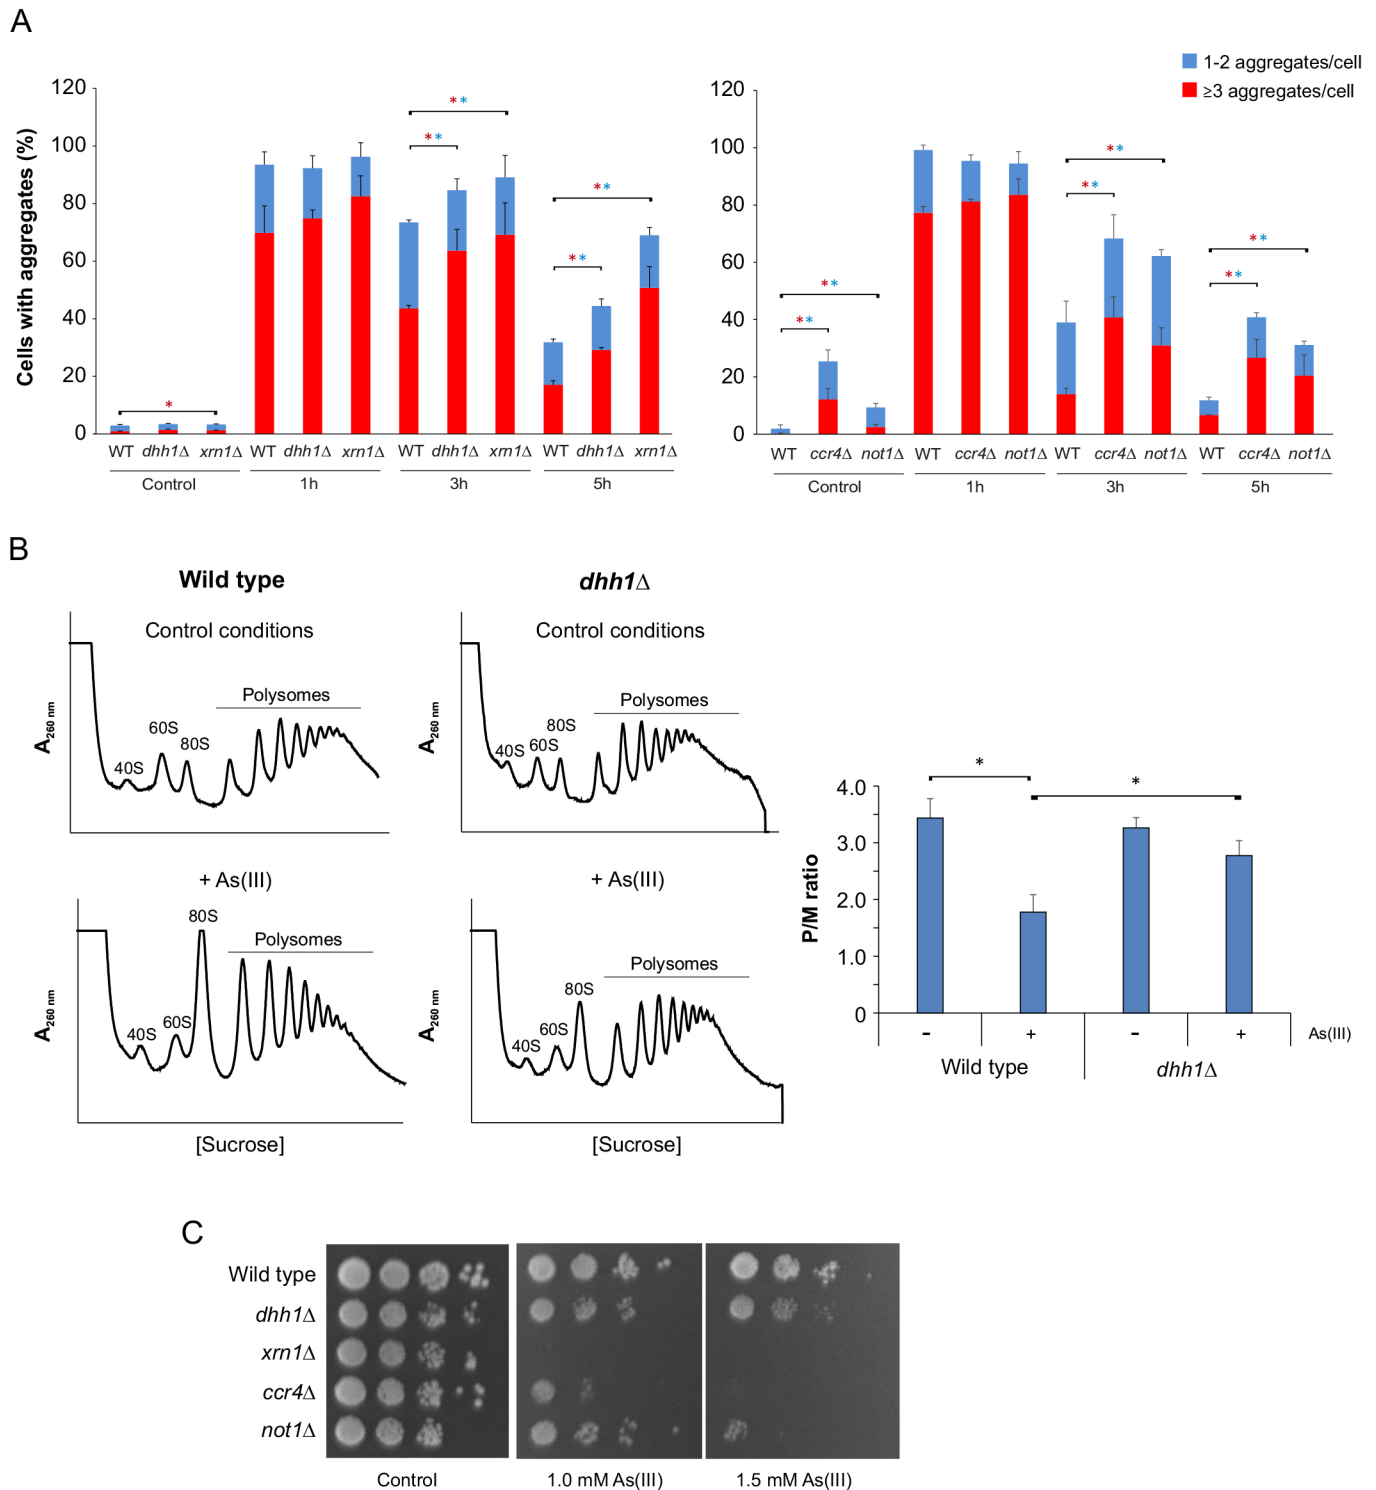 A
1-2 aggregates/cell
≥3 aggregates/cell
Cells with aggregates (%)
120
100
80
60
40
20
0
* *
* *
* *
* *
*
WT dhh1Δ xrn1Δ WT dhh1Δ xrn1Δ WT dhh1Δ xrn1Δ WT dhh1Δ xrn1Δ
Control 1h 3h 5h
120
100
80
60
40
20
0
* *
* *
* *
* *
* *
* *
WT ccr4Δ not1Δ WT ccr4Δ not1Δ WT ccr4Δ not1Δ WT ccr4Δ not1Δ
Control 1h 3h 5h
B
Wild type
Control conditions
Polysomes
60S
80S
40S
A260 nm
+ As(III)
80S
Polysomes
60S
40S
A260 nm
[Sucrose]
dhh1Δ
Control conditions
Polysomes
80S
40S
60S
A260 nm
+ As(III)
Polysomes
80S
60S
40S
A260 nm
[Sucrose]
P/M ratio
4.0
3.0
2.0
1.0
0
* *
- + - + As(III)
Wild type dhh1Δ
C
Wild type
dhh1Δ
xrn1Δ
ccr4Δ
not1Δ
Control 1.0 mM As(III) 1.5 mM As(III)